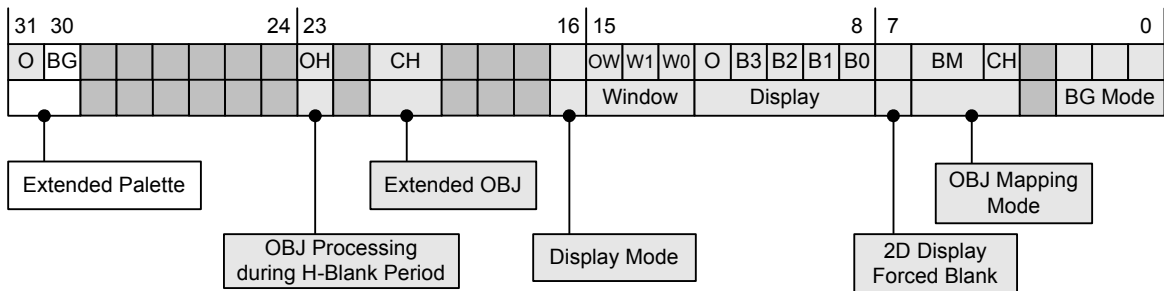 31 30 24 23 16 15 8 7 0
O BG OH CH OW W1 W0 O B3 B2 B1 B0 BM CH
Window Display BG Mode
Extended Palette
Extended OBJ
OBJ Mapping
Mode
OBJ Processing
during H-Blank Period
Display Mode
2D Display
Forced Blank